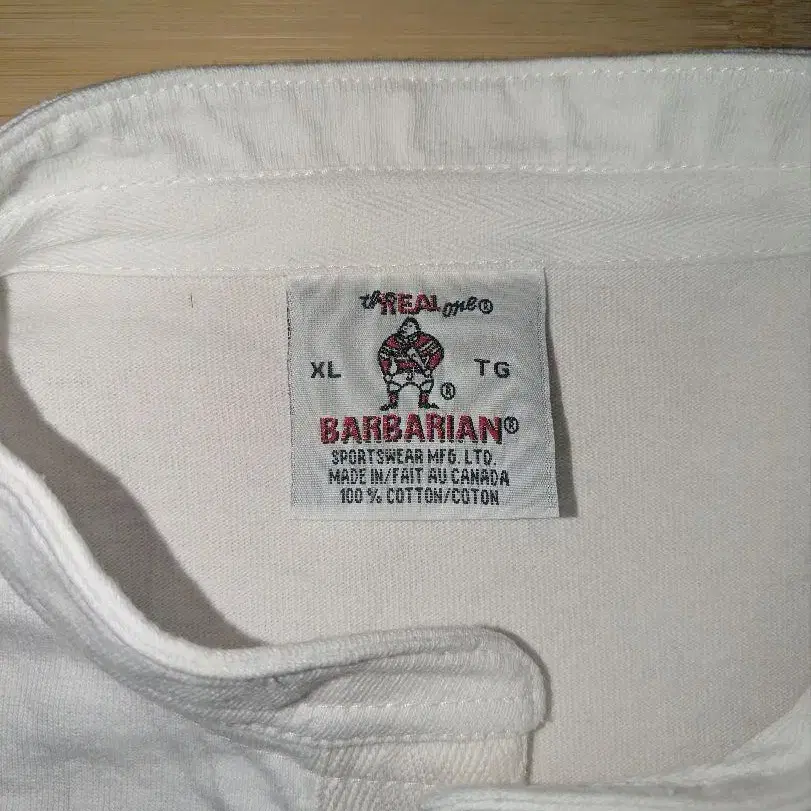 the REAL one®
XL TG
®
BARBARIAN®
SPORTSWEAR MFG. LTD.
MADE IN/FAIT AU CANADA
100 % COTTON/COTON